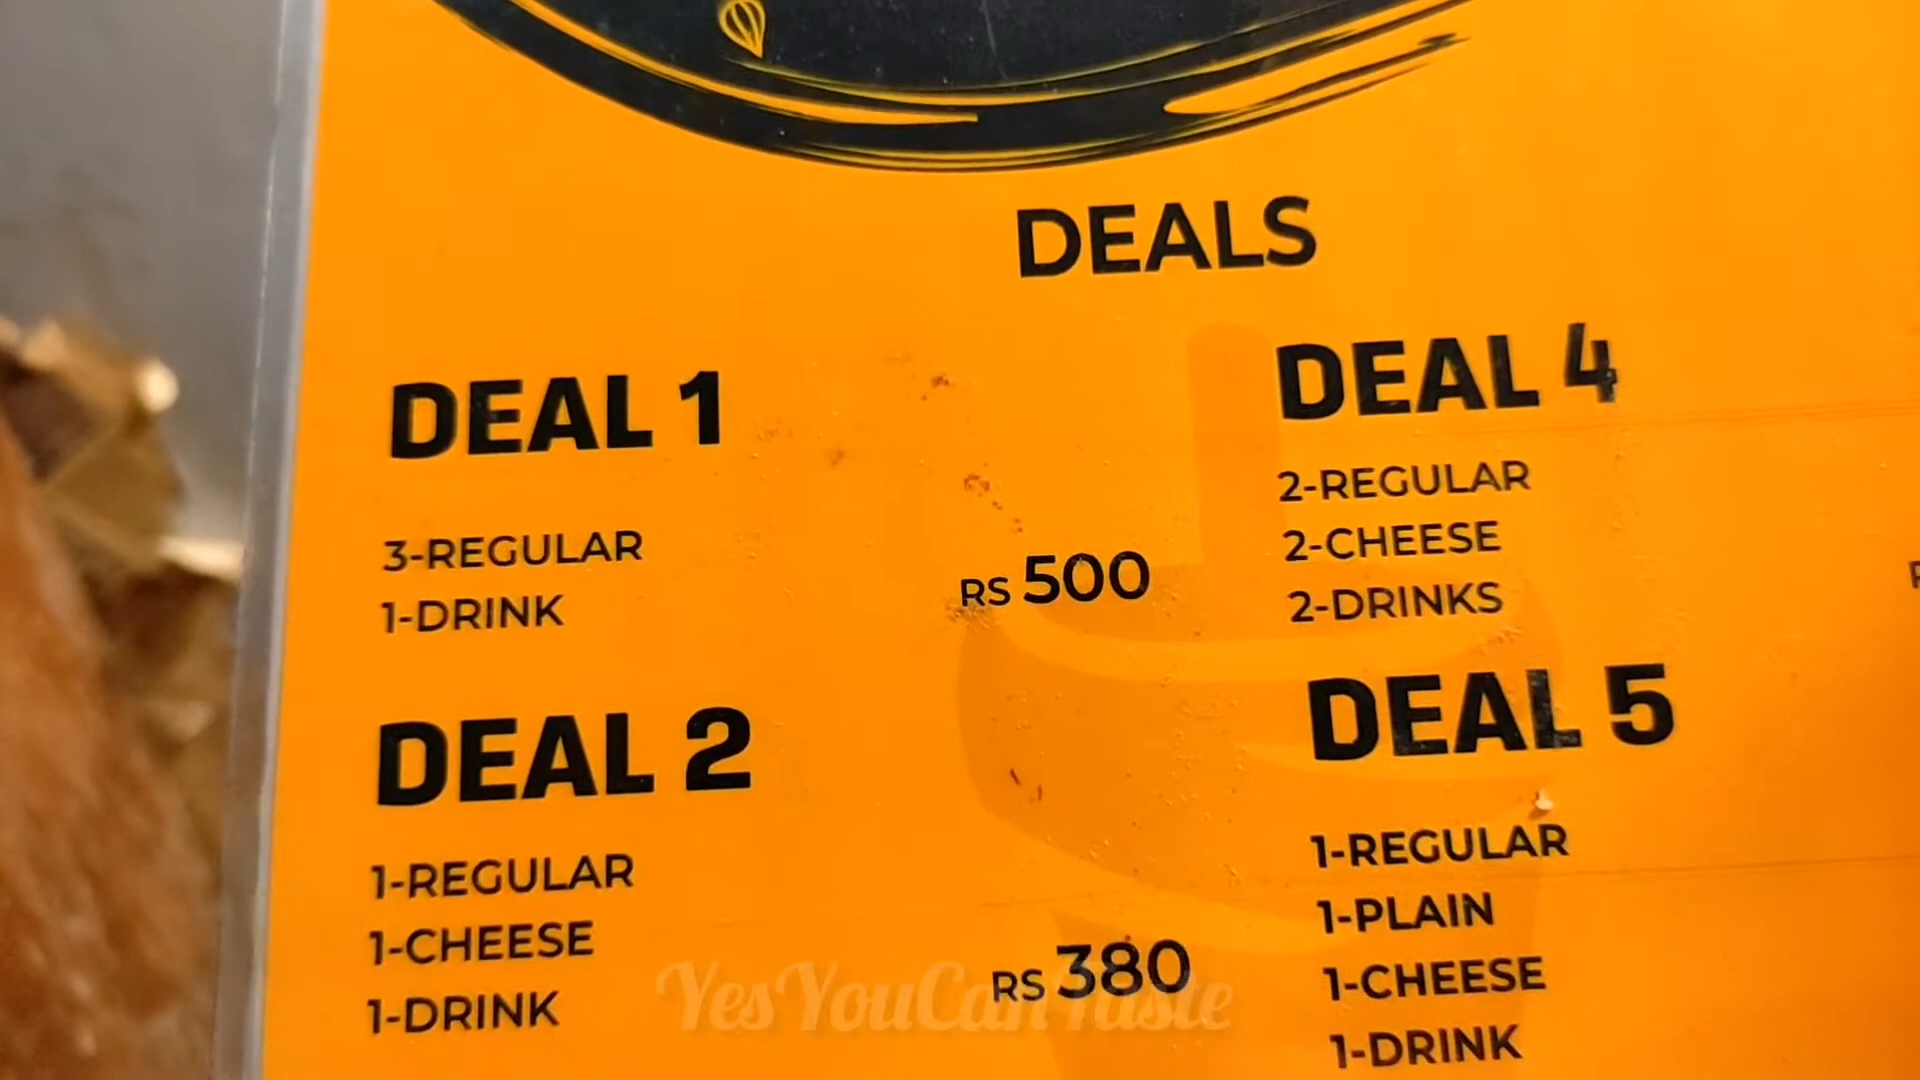 DEALS
DEAL 1
3-REGULAR
1-DRINK
RS 500
DEAL 2
1-REGULAR
1-CHEESE
1-DRINK
RS 380
DEAL 4
2-REGULAR
2-CHEESE
2-DRINKS
DEAL 5
1-REGULAR
1-PLAIN
1-CHEESE
1-DRINK
YesYouCanTaste